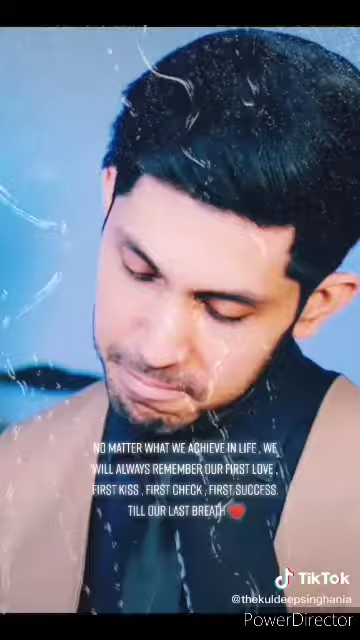 NO MATTER WHAT WE ACHIEVE IN LIFE , WE
WILL ALWAYS REMEMBER OUR FIRST LOVE ,
FIRST KISS , FIRST CHECK , FIRST SUCCESS.
TILL OUR LAST BREATH ❤️
TikTok
@thekuldeepsinghania
PowerDirector